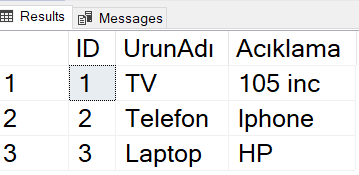 Results Messages
ID UrunAdı Acıklama
1 1 TV 105 inc
2 2 Telefon Iphone
3 3 Laptop HP